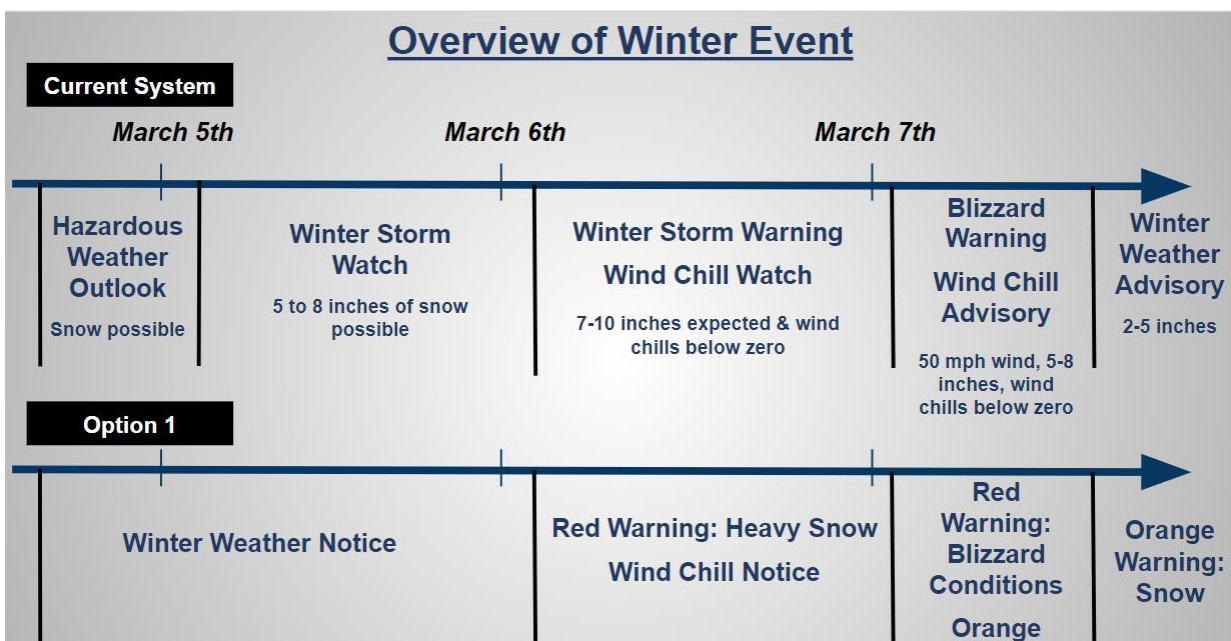 Overview of Winter Event
Current System
March 5th
March 6th
March 7th
Hazardous
Weather
Outlook
Snow possible
Winter Storm
Watch
5 to 8 inches of snow
possible
Winter Storm Warning
Wind Chill Watch
7-10 inches expected & wind
chills below zero
Blizzard
Warning
Wind Chill
Advisory
50 mph wind, 5-8
inches, wind
chills below zero
Winter
Weather
Advisory
2-5 inches
Option 1
Winter Weather Notice
Red Warning: Heavy Snow
Wind Chill Notice
Red
Warning:
Blizzard
Conditions
Orange
Orange
Warning:
Snow